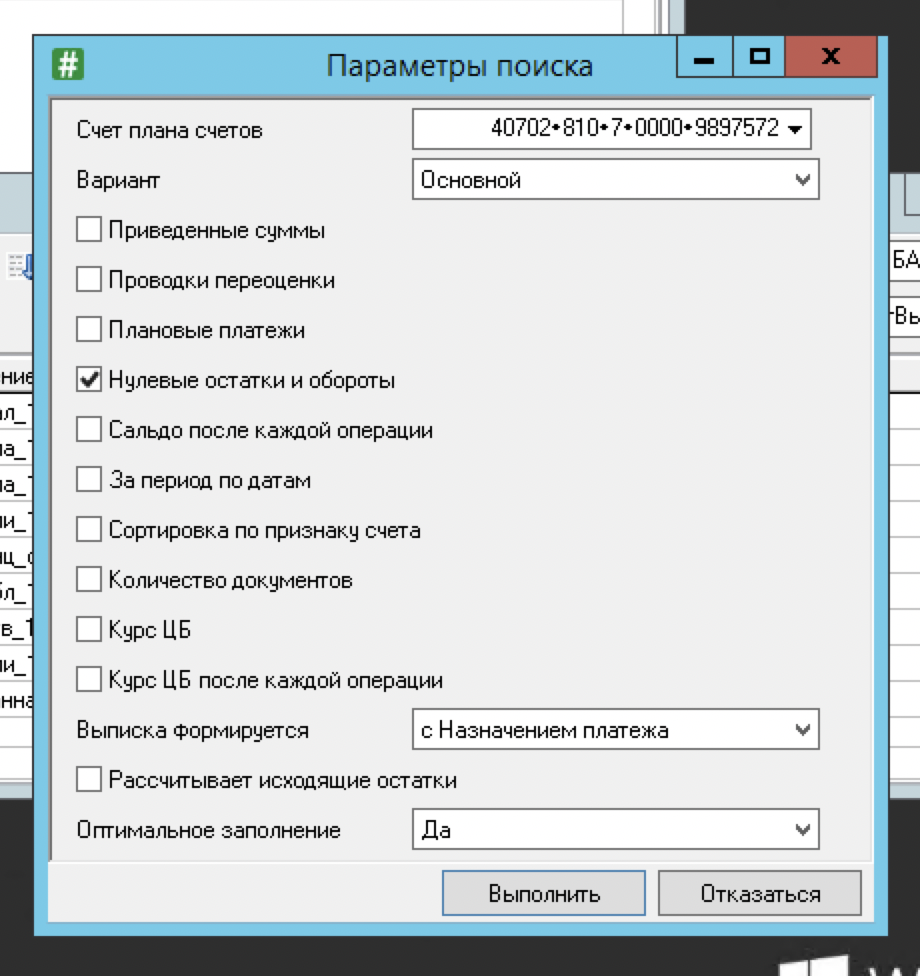 #
Параметры поиска
Счет плана счетов
40702•810•7•0000•9897572
Вариант
Основной
Приведенные суммы
БА
Проводки переоценки
Плановые платежи
Нулевые остатки и обороты
Сальдо после каждой операции
За период по датам
Сортировка по признаку счета
Количество документов
Курс ЦБ
Курс ЦБ после каждой операции
Выписка формируется
с Назначением платежа
Рассчитывает исходящие остатки
Оптимальное заполнение
Да
Выполнить
Отказаться